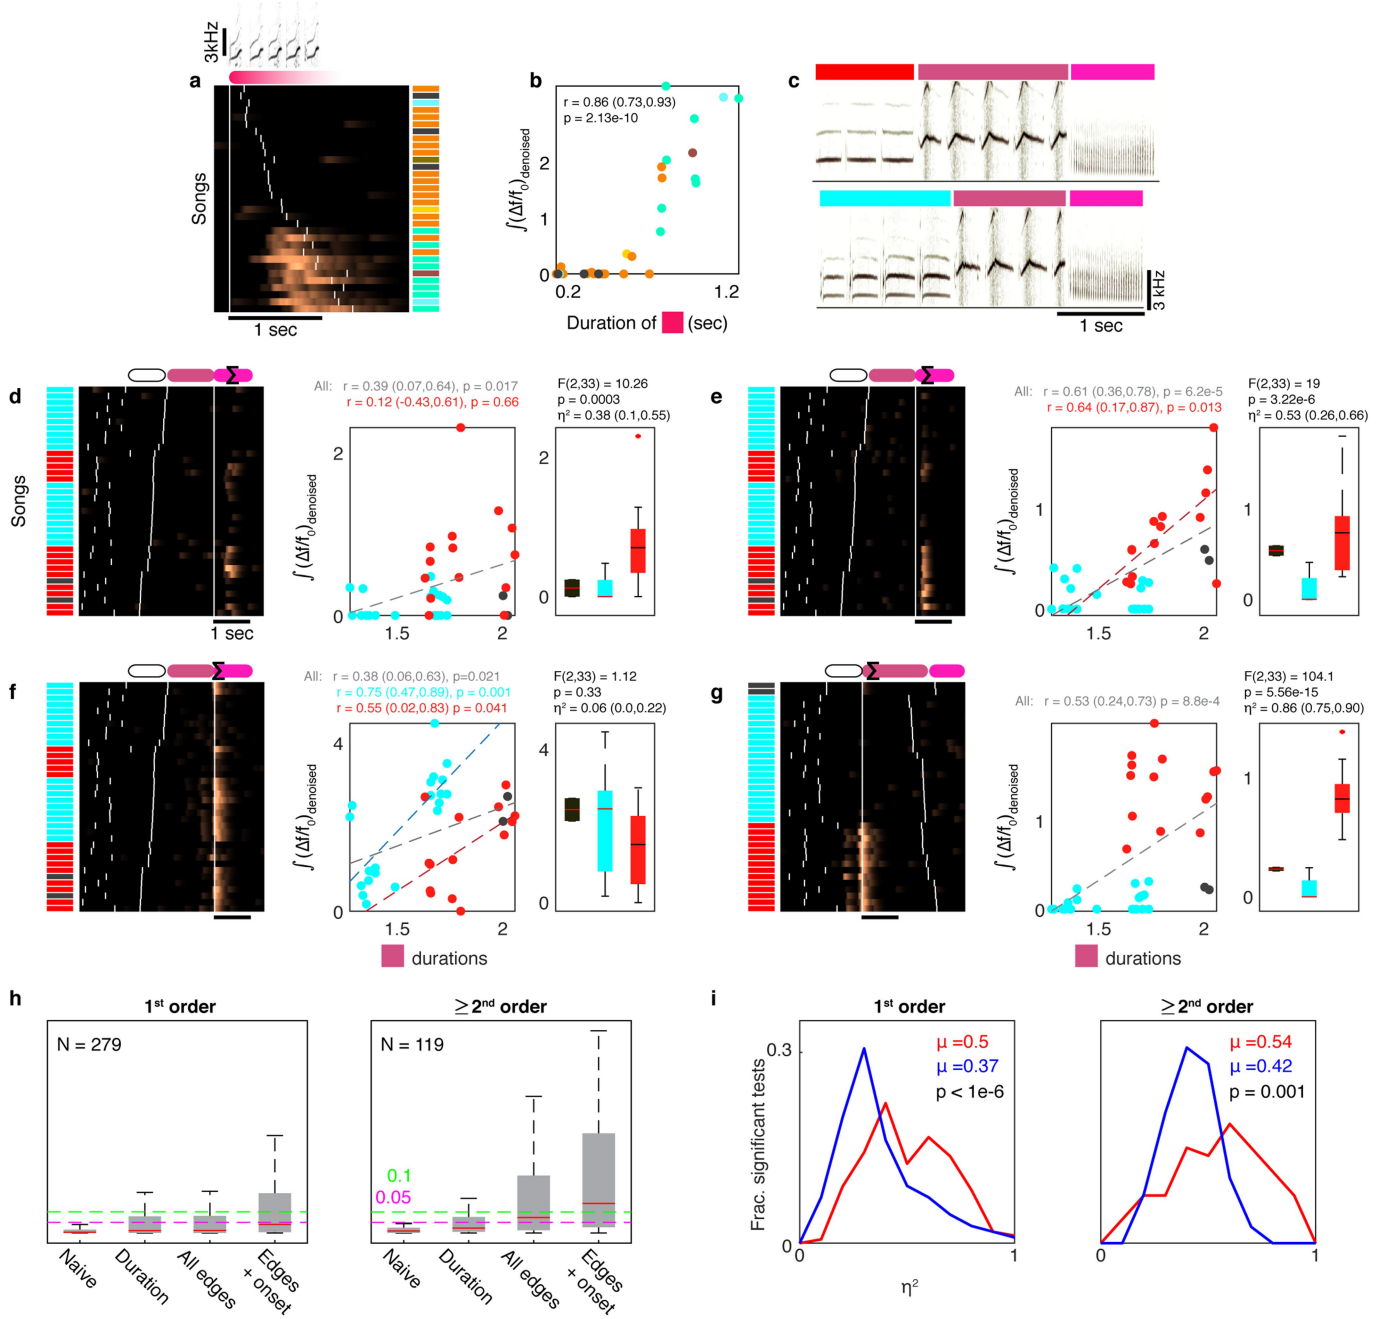 3kHz
a
Songs
1 sec
b
r = 0.86 (0.73,0.93)
p = 2.13e-10
∫(Δf/f₀)denoised
2
1
0
0.2
1.2
Duration of (sec)
c
3 kHz
1 sec
d
Songs
Σ
1 sec
All: r = 0.39 (0.07,0.64), p = 0.017
r = 0.12 (-0.43,0.61), p = 0.66
∫(Δf/f₀)denoised
2
0
1.5
2
F(2,33) = 10.26
p = 0.0003
η² = 0.38 (0.1,0.55)
2
0
e
Σ
All: r = 0.61 (0.36,0.78), p = 6.2e-5
r = 0.64 (0.17,0.87), p = 0.013
∫(Δf/f₀)denoised
1
0
1.5
2
F(2,33) = 19
p = 3.22e-6
η² = 0.53 (0.26,0.66)
1
0
f
Σ
All: r = 0.38 (0.06,0.63), p=0.021
r = 0.75 (0.47,0.89), p = 0.001
r = 0.55 (0.02,0.83) p = 0.041
∫(Δf/f₀)denoised
4
2
0
1.5
2
durations
F(2,33) = 1.12
p = 0.33
η² = 0.06 (0.0,0.22)
4
2
0
g
Σ
All: r = 0.53 (0.24,0.73) p = 8.8e-4
∫(Δf/f₀)denoised
1
0
1.5
2
durations
F(2,33) = 104.1
p = 5.56e-15
η² = 0.86 (0.75,0.90)
1
0
h
1st order
N = 279
Naive
Duration
All edges
Edges
+ onset
≥2nd order
N = 119
0.1
0.05
Naive
Duration
All edges
Edges
+ onset
i
1st order
Frac. significant tests
0.3
0
μ =0.5
μ =0.37
p < 1e-6
0
1
η²
≥2nd order
μ =0.54
μ =0.42
p = 0.001
0
1